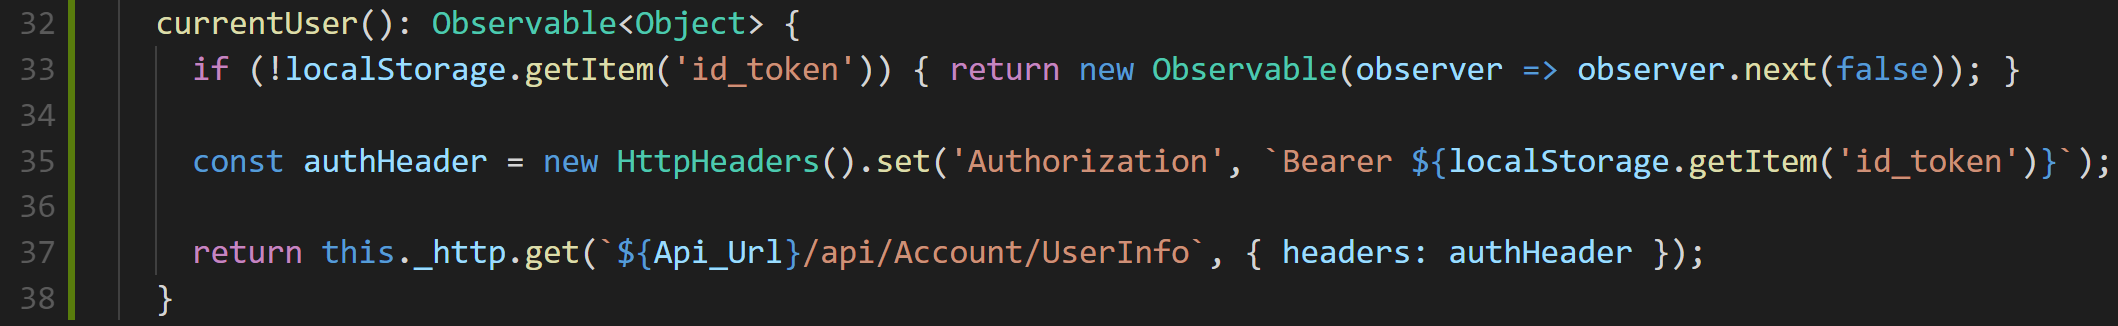 32 currentUser(): Observable<Object> {
33 if (!localStorage.getItem('id_token')) { return new Observable(observer => observer.next(false)); }
34
35 const authHeader = new HttpHeaders().set('Authorization', `Bearer ${localStorage.getItem('id_token')}`);
36
37 return this._http.get(`${Api_Url}/api/Account/UserInfo`, { headers: authHeader });
38 }